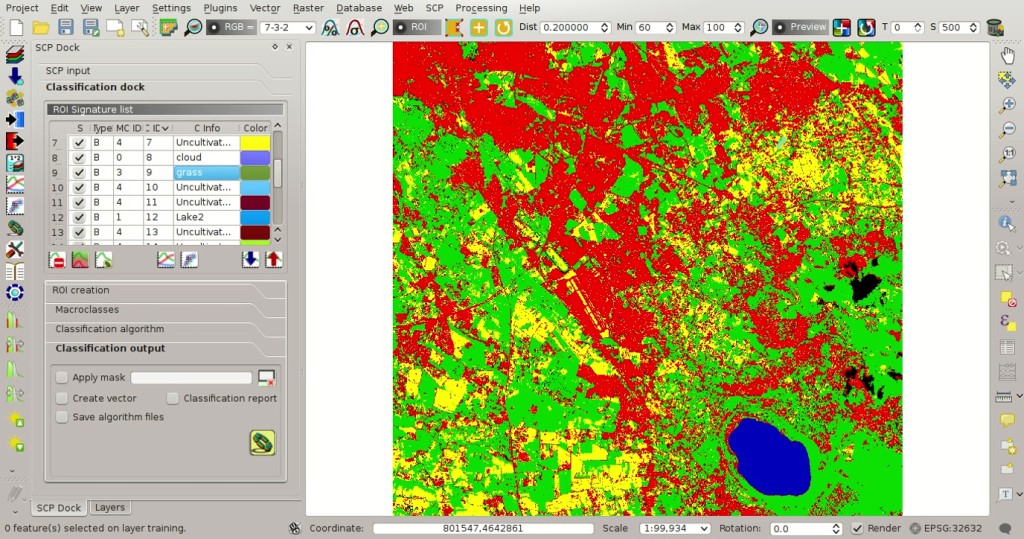 Project Edit View Layer Settings Plugins Vector Raster Database Web SCP Processing Help
RGB = 7-3-2 ROI Dist 0.200000 Min 60 Max 100 Preview T 0 S 500
SCP Dock
SCP input
Classification dock
ROI Signature list
S Type MC ID C ID C Info Color
7 B 4 7 Uncultivat...
8 B 0 8 cloud
9 B 3 9 grass
10 B 4 10 Uncultivat...
11 B 4 11 Uncultivat...
12 B 1 12 Lake2
13 B 4 13 Uncultivat...
ROI creation
Macroclasses
Classification algorithm
Classification output
Apply mask
Create vector Classification report
Save algorithm files
SCP Dock Layers
0 feature(s) selected on layer training. Coordinate: 801547,4642861 Scale 1:99,934 Rotation: 0.0 Render EPSG:32632